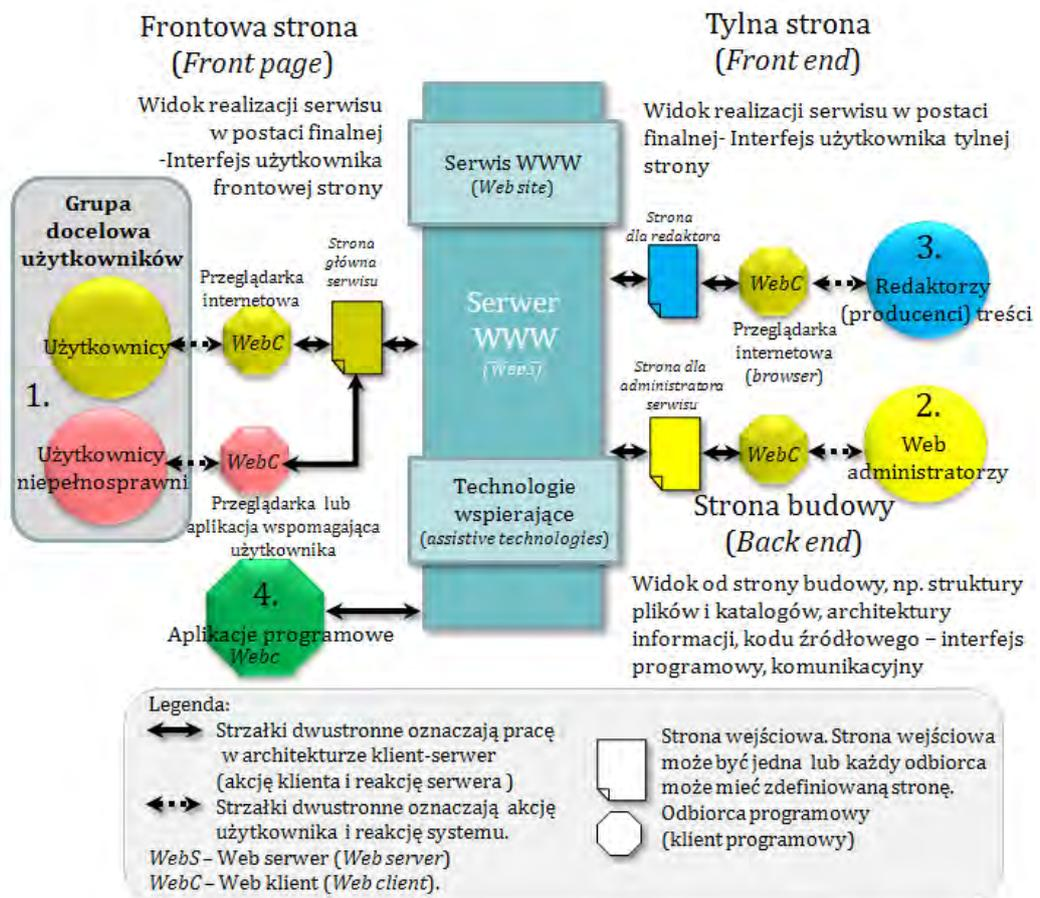 Frontowa strona
(Front page)
Widok realizacji serwisu
w postaci finalnej
-Interfejs użytkownika
frontowej strony
Tylna strona
(Front end)
Widok realizacji serwisu w postaci
finalnej- Interfejs użytkownika tylnej
strony
Serwis WWW
(Web site)
Serwer
WWW
(WebS)
Technologie
wspierające
(assistive technologies)
Grupa
docelowa
użytkowników
1.
Użytkownicy
Użytkownicy
niepełnosprawni
Przeglądarka
internetowa
WebC
Strona
główna
serwisu
WebC
Przeglądarka lub
aplikacja wspomagająca
użytkownika
4.
Aplikacje programowe
Webc
Strona
dla redaktora
WebC
Przeglądarka
internetowa
(browser)
3.
Redaktorzy
(producenci) treści
Strona dla
administratora
serwisu
WebC
2.
Web
administratorzy
Strona budowy
(Back end)
Widok od strony budowy, np. struktury
plików i katalogów, architektury
informacji, kodu źródłowego – interfejs
programowy, komunikacyjny
Legenda:
Strzałki dwustronne oznaczają pracę
w architekturze klient-serwer
(akcję klienta i reakcję serwera )
Strzałki dwustronne oznaczają akcję
użytkownika i reakcję systemu.
WebS – Web serwer (Web server)
WebC – Web klient (Web client).
Strona wejściowa. Strona wejściowa
może być jedna lub każdy odbiorca
może mieć zdefiniowaną stronę.
Odbiorca programowy
(klient programowy)